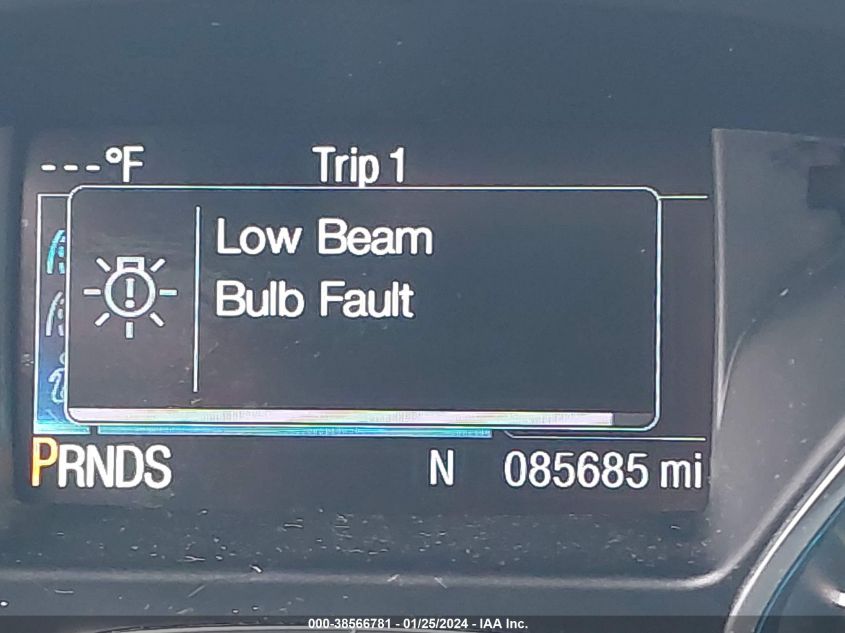 ---°F Trip 1
Low Beam
Bulb Fault
PRNDS N 085685 mi
000-38566781 - 01/25/2024 - IAA Inc.